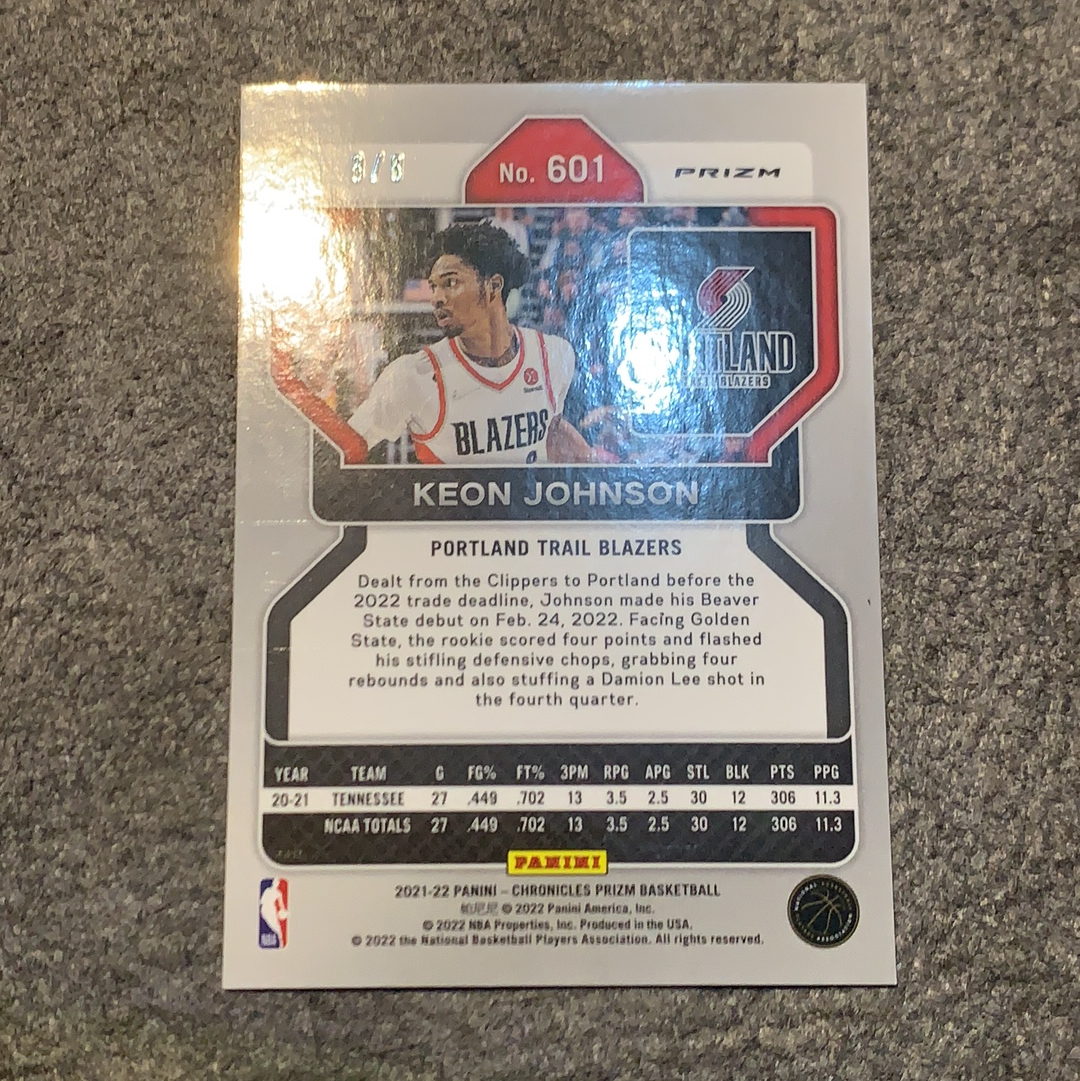 No. 601
PRIZM
PORTLAND
TRAIL BLAZERS
BLAZERS
KEON JOHNSON
PORTLAND TRAIL BLAZERS
Dealt from the Clippers to Portland before the
2022 trade deadline, Johnson made his Beaver
State debut on Feb. 24, 2022. Facing Golden
State, the rookie scored four points and flashed
his stifling defensive chops, grabbing four
rebounds and also stuffing a Damion Lee shot in
the fourth quarter.
YEAR TEAM G FG% FT% 3PM RPG APG STL BLK PTS PPG
20-21 TENNESSEE 27 .449 .702 13 3.5 2.5 30 12 306 11.3
NCAA TOTALS 27 .449 .702 13 3.5 2.5 30 12 306 11.3
PANINI
2021-22 PANINI – CHRONICLES PRIZM BASKETBALL
帕尼尼 © 2022 Panini America, Inc.
© 2022 NBA Properties, Inc. Produced in the USA.
© 2022 the National Basketball Players Association. All rights reserved.
NBA